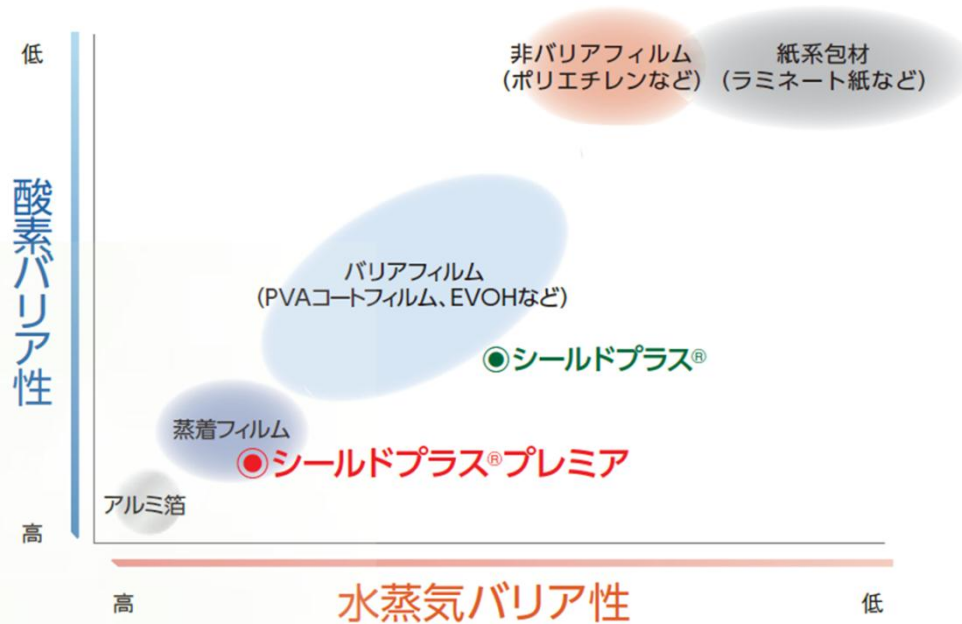 低
酸素バリア性
高
非バリアフィルム
(ポリエチレンなど)
紙系包材
(ラミネート紙など)
バリアフィルム
(PVAコートフィルム、EVOHなど)
シールドプラス®
蒸着フィルム
シールドプラス®プレミア
アルミ箔
高
水蒸気バリア性
低